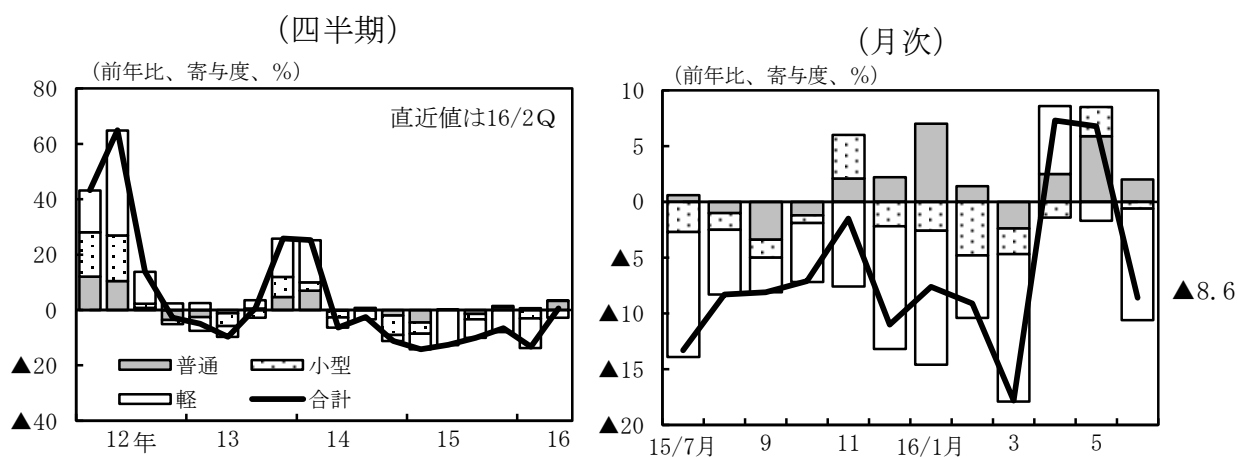 （四半期）
（前年比、寄与度、%）
80
60
40
20
0
▲20
▲40
直近値は16/2Q
普通
小型
軽
合計
12年 13 14 15 16
（月次）
（前年比、寄与度、%）
10
5
0
▲5
▲10
▲15
▲20
▲8.6
15/7月 9 11 16/1月 3 5